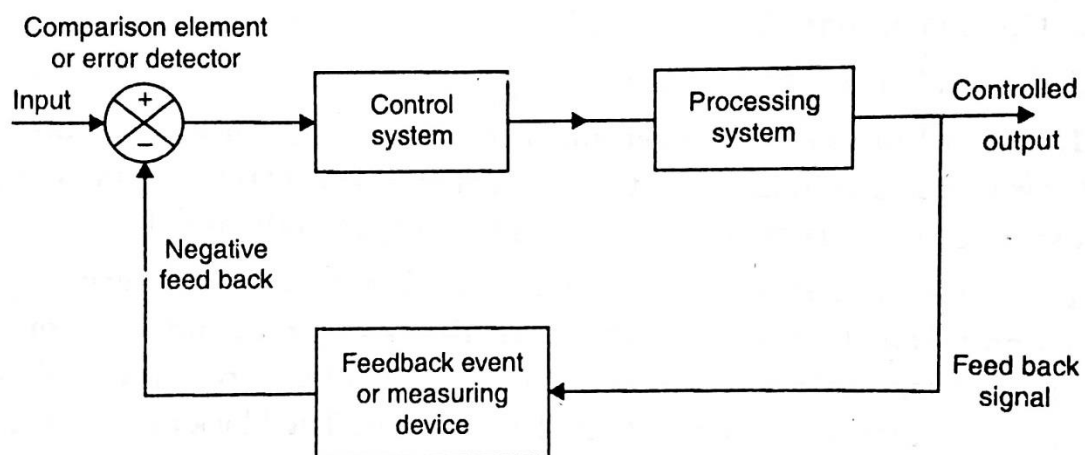 Comparison element
or error detector
Input
+
−
Control
system
Processing
system
Controlled
output
Negative
feed back
Feedback event
or measuring
device
Feed back
signal